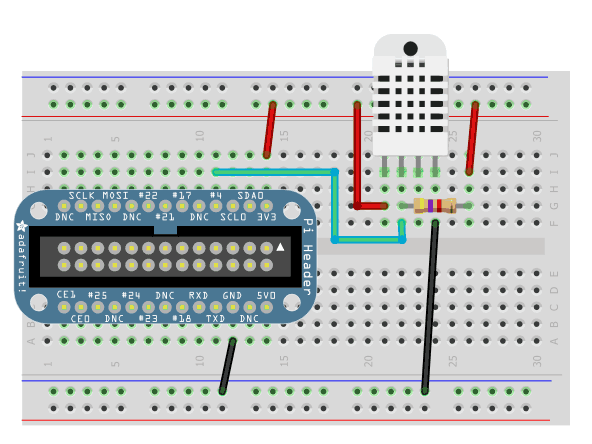 1 5 10 15 20 25 30
J
I
H
G
F
SCLK MOSI #22 #17 #4 SDA0
DNC MISO DNC #21 DNC SCL0 3V3
adafruit!
Pi Header
E
D
C
B
A
CE1 #25 #24 DNC RXD GND 5V0
CE0 DNC #23 #18 TXD DNC
1 5 10 15 20 25 30